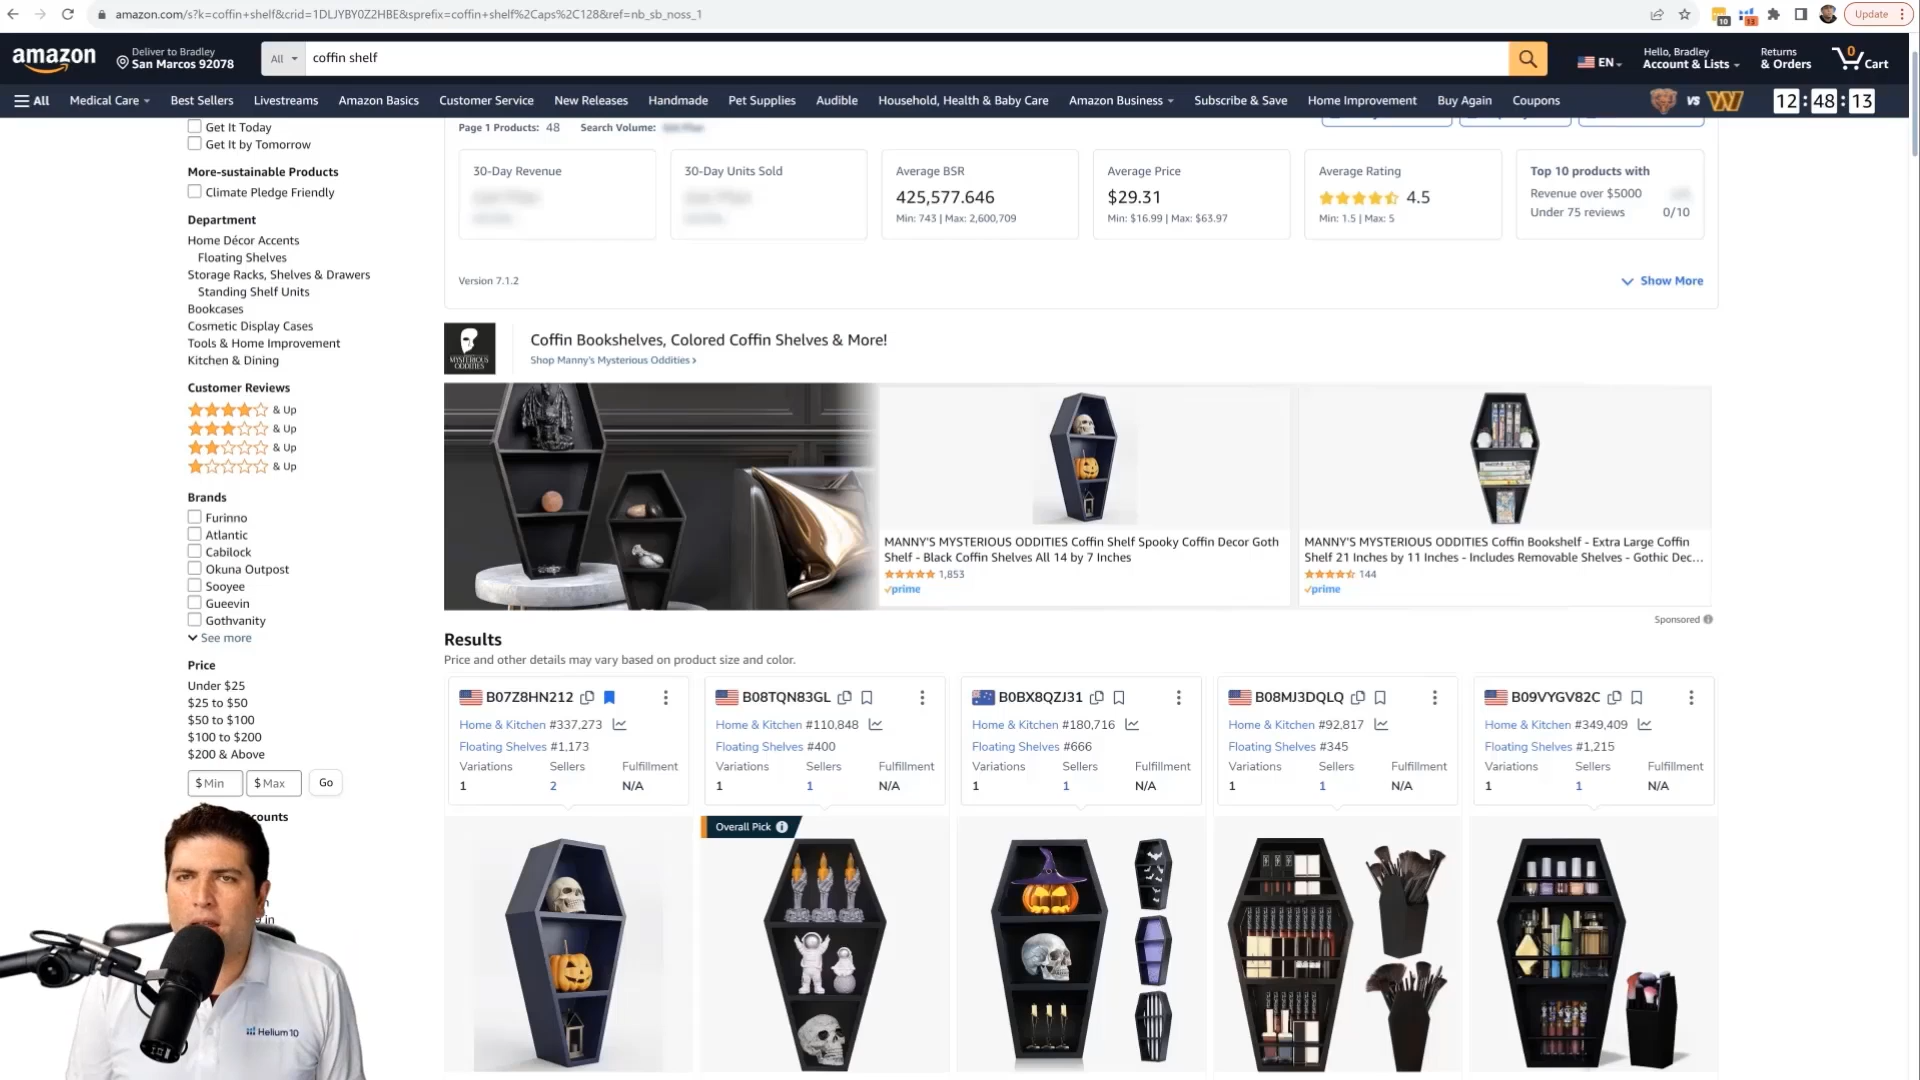 amazon.com/s?k=coffin+shelf&crid=1DLJYBY0Z2HBE&sprefix=coffin+shelf%2Caps%2C128&ref=nb_sb_noss_1
10
13
Update
amazon
Deliver to Bradley
San Marcos 92078
All
coffin shelf
EN
Hello, Bradley
Account & Lists
Returns
& Orders
0
Cart
All
Medical Care
Best Sellers
Livestreams
Amazon Basics
Customer Service
New Releases
Handmade
Pet Supplies
Audible
Household, Health & Baby Care
Amazon Business
Subscribe & Save
Home Improvement
Buy Again
Coupons
VS
W
12:48:13
Get It Today
Get It by Tomorrow
More-sustainable Products
Climate Pledge Friendly
Department
Home Décor Accents
Floating Shelves
Storage Racks, Shelves & Drawers
Standing Shelf Units
Bookcases
Cosmetic Display Cases
Tools & Home Improvement
Kitchen & Dining
Customer Reviews
& Up
& Up
& Up
& Up
Brands
Furinno
Atlantic
Cabilock
Okuna Outpost
Sooyee
Gueevin
Gothvanity
See more
Price
Under $25
$25 to $50
$50 to $100
$100 to $200
$200 & Above
$ Min
$ Max
Go
counts
in
Page 1 Products: 48
Search Volume:
30-Day Revenue
30-Day Units Sold
Average BSR
425,577.646
Min: 743 | Max: 2,600,709
Average Price
$29.31
Min: $16.99 | Max: $63.97
Average Rating
4.5
Min: 1.5 | Max: 5
Top 10 products with
Revenue over $5000
Under 75 reviews 0/10
Version 7.1.2
Show More
MYSTERIOUS
ODDITIES
Coffin Bookshelves, Colored Coffin Shelves & More!
Shop Manny's Mysterious Oddities ›
MANNY'S MYSTERIOUS ODDITIES Coffin Shelf Spooky Coffin Decor Goth
Shelf - Black Coffin Shelves All 14 by 7 Inches
1,853
prime
MANNY'S MYSTERIOUS ODDITIES Coffin Bookshelf - Extra Large Coffin
Shelf 21 Inches by 11 Inches - Includes Removable Shelves - Gothic Dec...
144
prime
Sponsored
Results
Price and other details may vary based on product size and color.
B07Z8HN212
Home & Kitchen #337,273
Floating Shelves #1,173
Variations Sellers Fulfillment
1 2 N/A
B08TQN83GL
Home & Kitchen #110,848
Floating Shelves #400
Variations Sellers Fulfillment
1 1 N/A
B0BX8QZJ31
Home & Kitchen #180,716
Floating Shelves #666
Variations Sellers Fulfillment
1 1 N/A
B08MJ3DQLQ
Home & Kitchen #92,817
Floating Shelves #345
Variations Sellers Fulfillment
1 1 N/A
B09VYGV82C
Home & Kitchen #349,409
Floating Shelves #1,215
Variations Sellers Fulfillment
1 1 N/A
Overall Pick
Helium 10